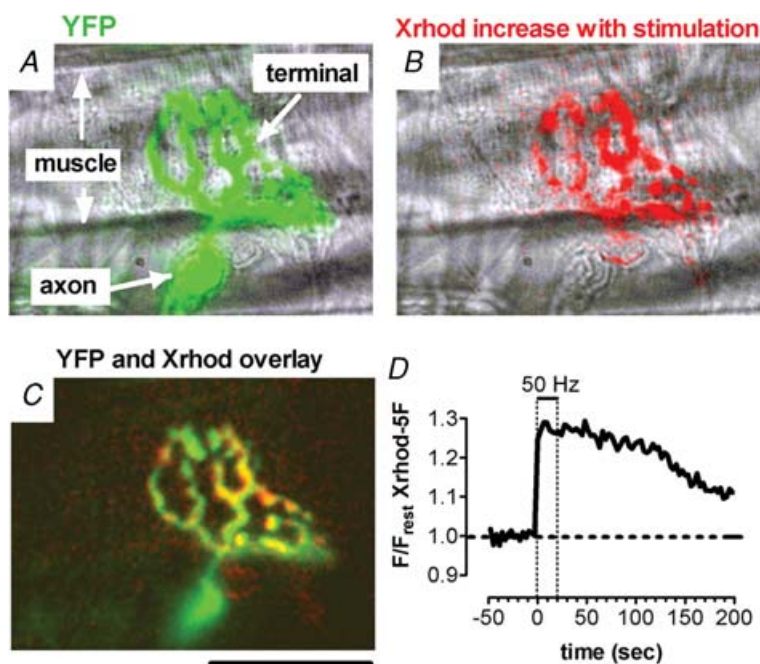 YFP
Xrhod increase with stimulation
A
terminal
muscle
axon
B
YFP and Xrhod overlay
C
D
50 Hz
F/Frest Xrhod-5F
1.3
1.2
1.1
1.0
0.9
-50 0 50 100 150 200
time (sec)